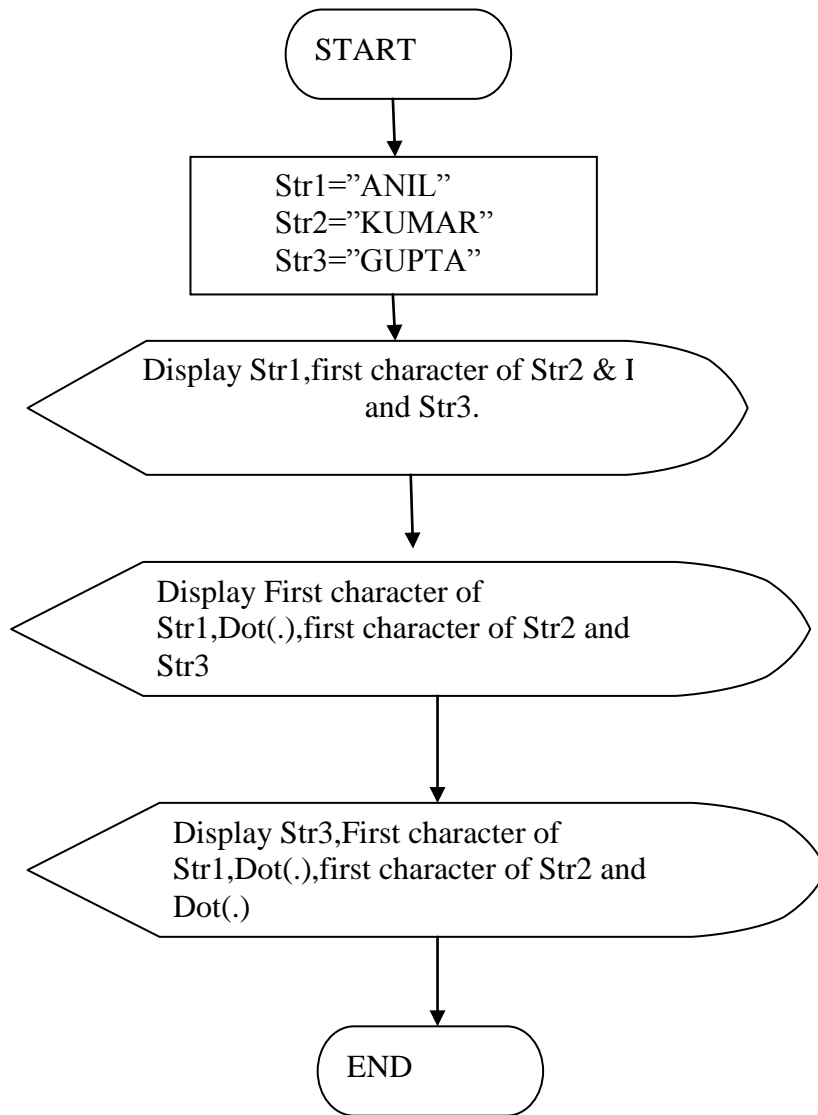 START
Str1=”ANIL”
Str2=”KUMAR”
Str3=”GUPTA”
Display Str1,first character of Str2 & I
and Str3.
Display First character of
Str1,Dot(.),first character of Str2 and
Str3
Display Str3,First character of
Str1,Dot(.),first character of Str2 and
Dot(.)
END